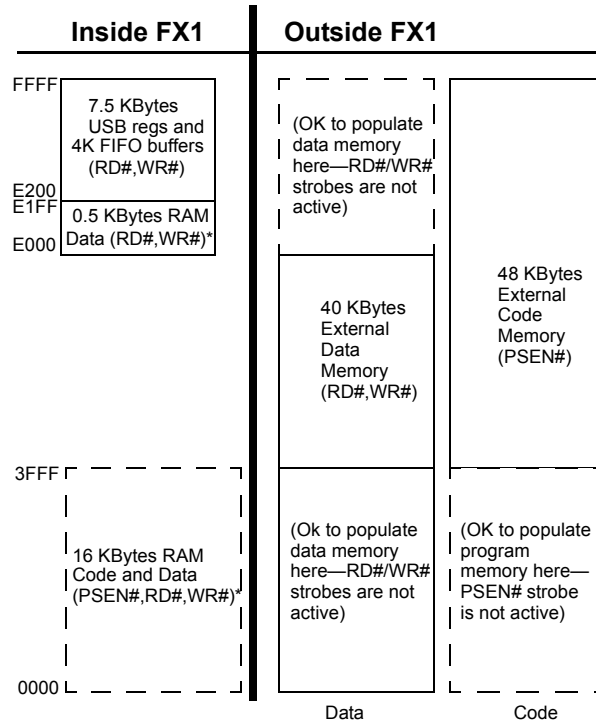 Inside FX1
Outside FX1
FFFF
7.5 KBytes
USB regs and
4K FIFO buffers
(RD#,WR#)
E200
E1FF
0.5 KBytes RAM
Data (RD#,WR#)*
E000
(OK to populate
data memory
here—RD#/WR#
strobes are not
active)
40 KBytes
External
Data
Memory
(RD#,WR#)
48 KBytes
External
Code
Memory
(PSEN#)
3FFF
16 KBytes RAM
Code and Data
(PSEN#,RD#,WR#)*
0000
(Ok to populate
data memory
here—RD#/WR#
strobes are not
active)
(OK to populate
program
memory here—
PSEN# strobe
is not active)
Data
Code